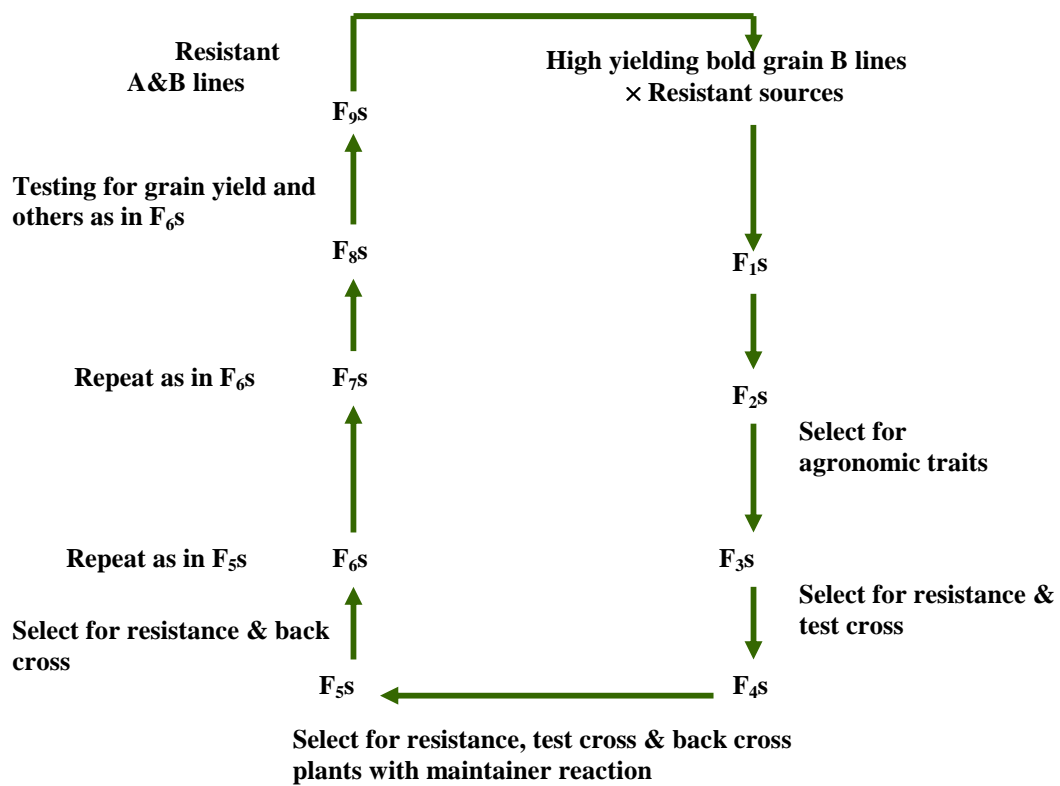 High yielding bold grain B lines
× Resistant sources
F₁s
F₂s
Select for
agronomic traits
F₃s
Select for resistance &
test cross
F₄s
Select for resistance, test cross & back cross
plants with maintainer reaction
F₅s
Select for resistance & back
cross
F₆s
Repeat as in F₅s
F₇s
Repeat as in F₆s
F₈s
Testing for grain yield and
others as in F₆s
F₉s
Resistant
A&B lines